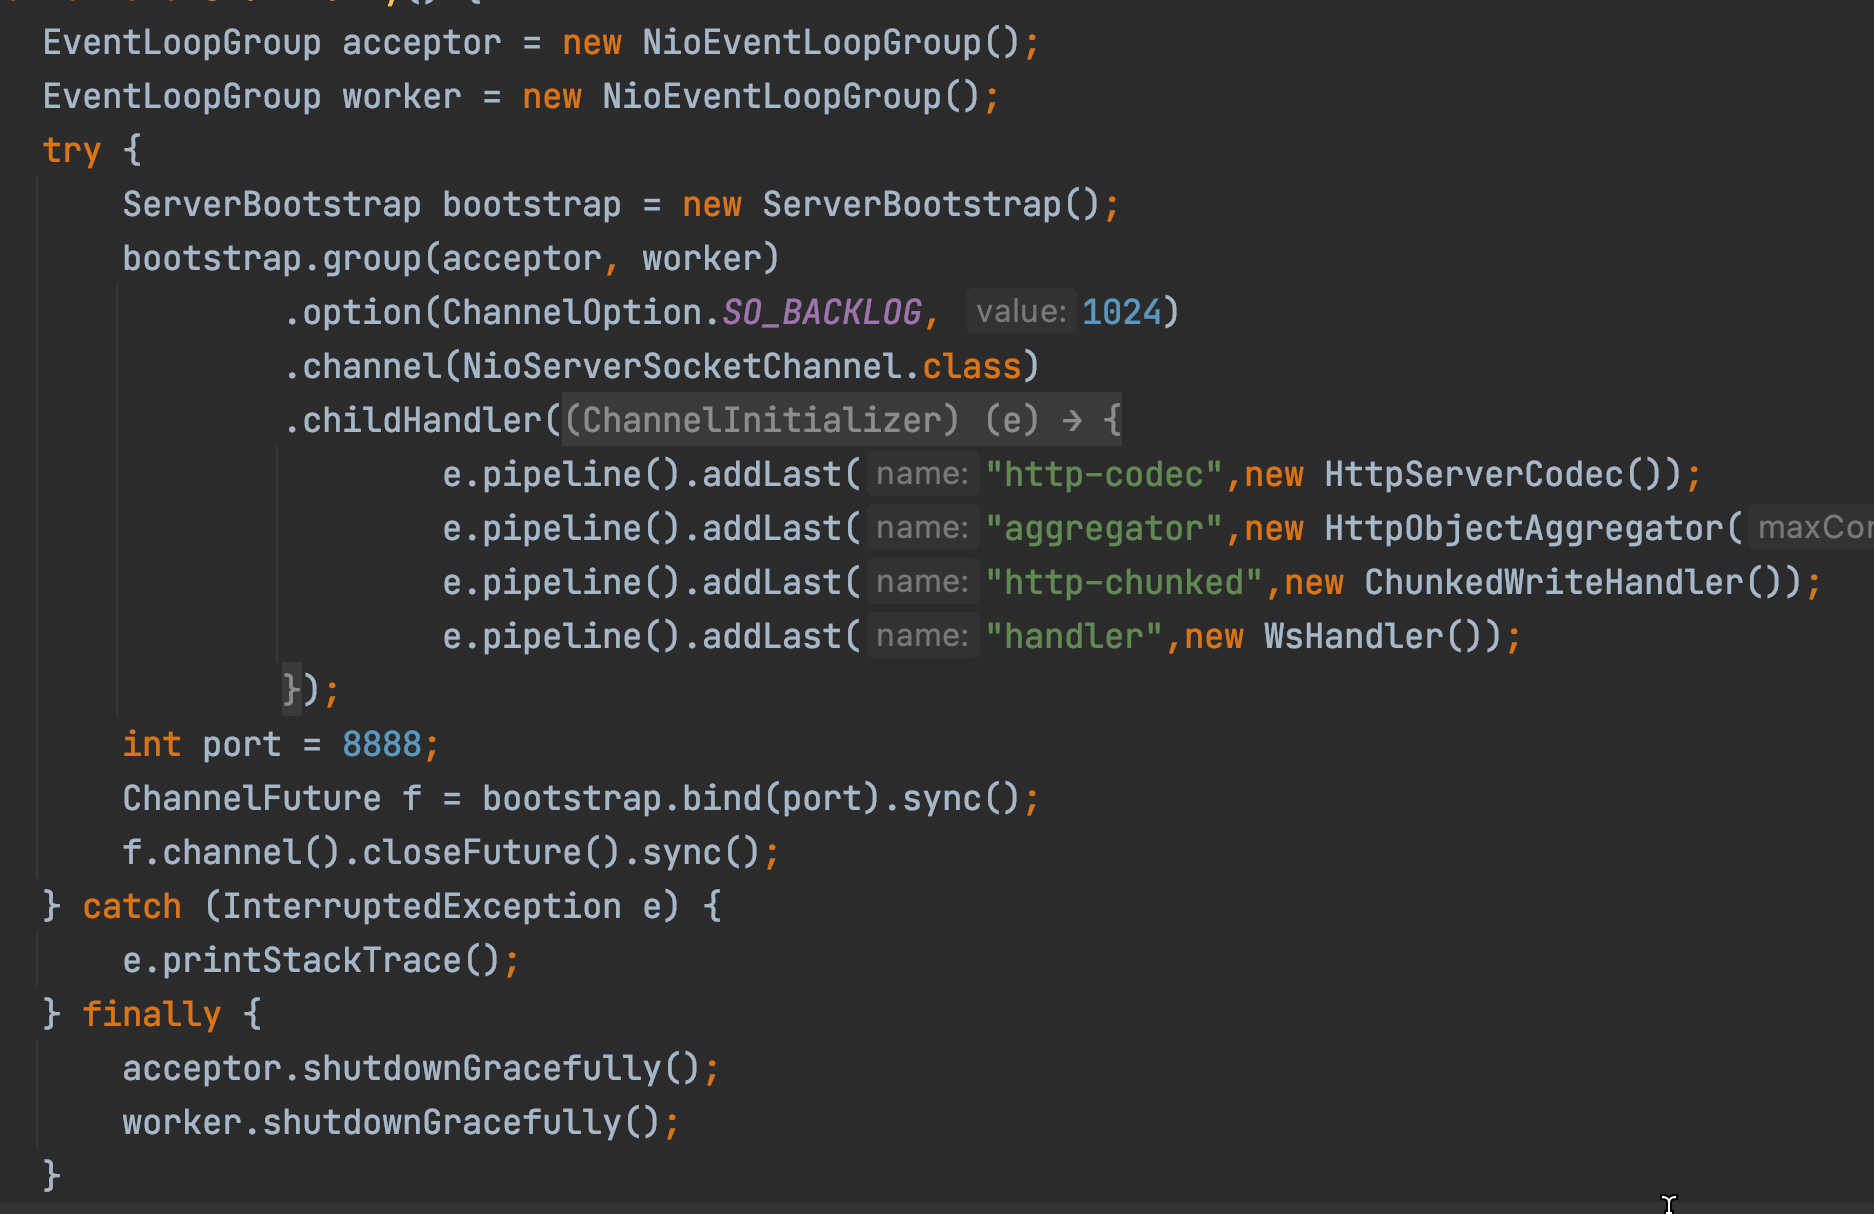 EventLoopGroup acceptor = new NioEventLoopGroup();
EventLoopGroup worker = new NioEventLoopGroup();
try {
ServerBootstrap bootstrap = new ServerBootstrap();
bootstrap.group(acceptor, worker)
.option(ChannelOption.SO_BACKLOG, value: 1024)
.channel(NioServerSocketChannel.class)
.childHandler((ChannelInitializer) (e) → {
e.pipeline().addLast( name: "http-codec",new HttpServerCodec());
e.pipeline().addLast( name: "aggregator",new HttpObjectAggregator(
e.pipeline().addLast( name: "http-chunked",new ChunkedWriteHandler());
e.pipeline().addLast( name: "handler",new WsHandler());
});
int port = 8888;
ChannelFuture f = bootstrap.bind(port).sync();
f.channel().closeFuture().sync();
} catch (InterruptedException e) {
e.printStackTrace();
} finally {
acceptor.shutdownGracefully();
worker.shutdownGracefully();
}